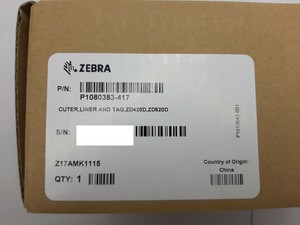 ZEBRA
P/N:
P1080383-417
CUTER,LINER AND TAG,ZD420D,ZD620D
S/N:
Z17AMK1115
Country of Origin:
China
QTY: 1